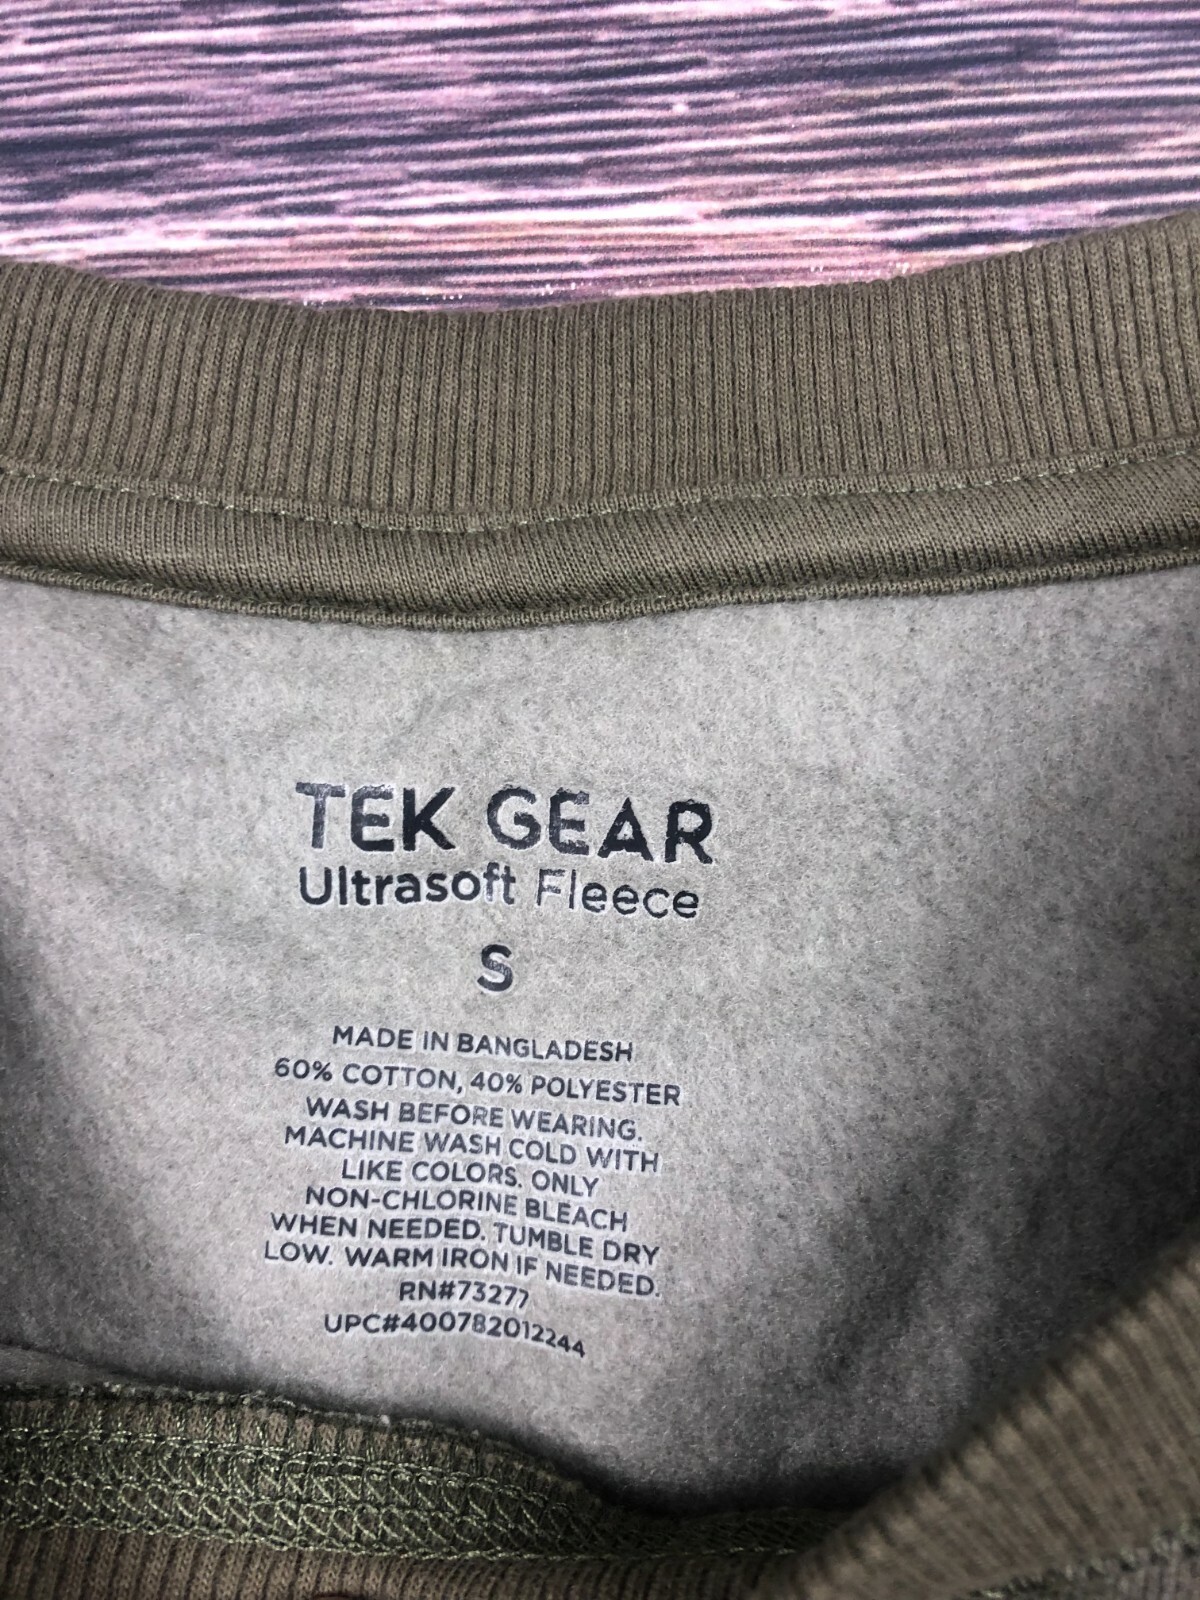 TEK GEAR
Ultrasoft Fleece
S
MADE IN BANGLADESH
60% COTTON, 40% POLYESTER
WASH BEFORE WEARING.
MACHINE WASH COLD WITH
LIKE COLORS. ONLY
NON-CHLORINE BLEACH
WHEN NEEDED. TUMBLE DRY
LOW. WARM IRON IF NEEDED.
RN#73277
UPC#400782012244